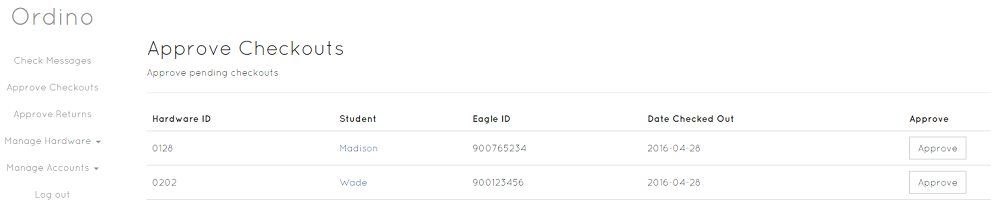 Ordino
Check Messages
Approve Checkouts
Approve Returns
Manage Hardware
Manage Accounts
Log out
Approve Checkouts
Approve pending checkouts
Hardware ID Student Eagle ID Date Checked Out Approve
0128 Madison 900765234 2016-04-28 Approve
0202 Wade 900123456 2016-04-28 Approve